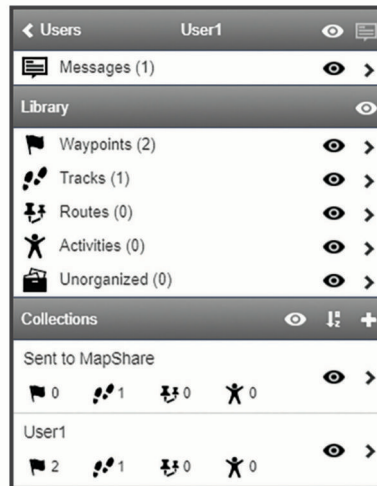 Users User1
Messages (1)
Library
Waypoints (2)
Tracks (1)
Routes (0)
Activities (0)
Unorganized (0)
Collections
Sent to MapShare
0 1 0 0
User1
2 1 0 0